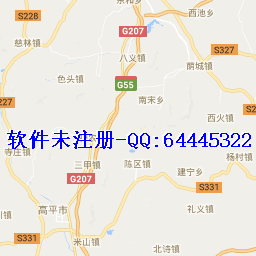 东和乡
西池乡
S228
G207
慈林镇
八义镇
S327
荫城镇
色头镇
G55
南宋乡
西火镇
软件未注册-QQ:64445322
寺庄镇
三甲镇
陈区镇
杨村镇
建宁乡
G207
S331
高平市
礼义镇
S331
米山镇
北诗镇